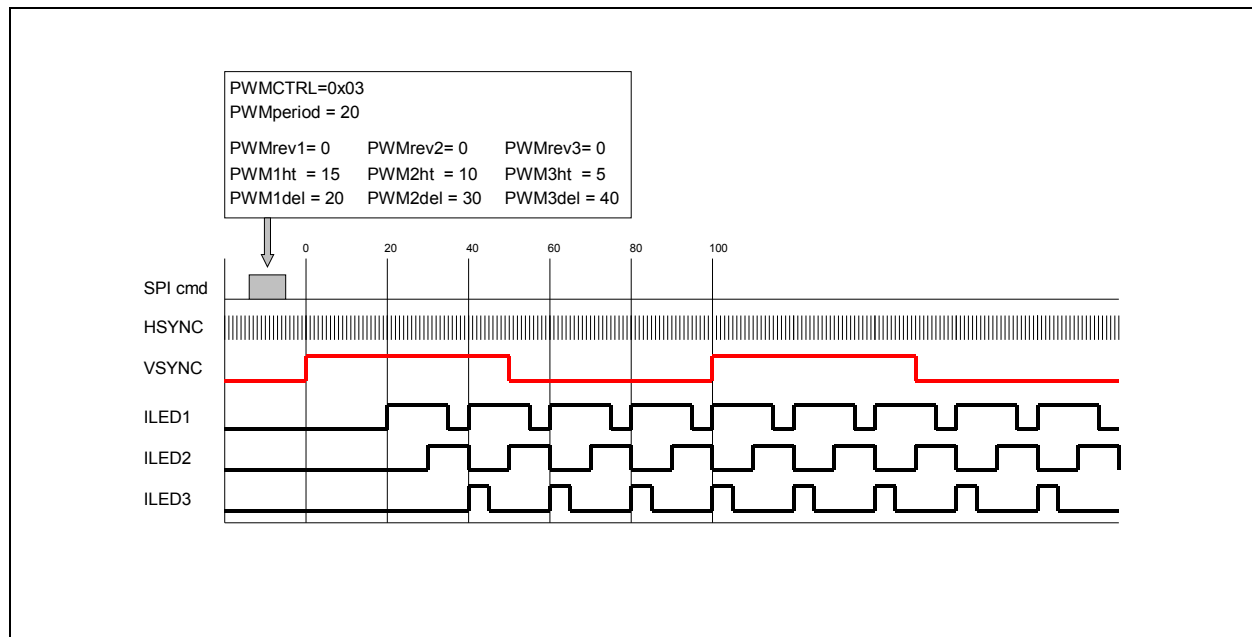 PWMCTRL=0x03
PWMperiod = 20
PWMrev1= 0 PWMrev2= 0 PWMrev3= 0
PWM1ht = 15 PWM2ht = 10 PWM3ht = 5
PWM1del = 20 PWM2del = 30 PWM3del = 40
0 20 40 60 80 100
SPI cmd
HSYNC
VSYNC
ILED1
ILED2
ILED3